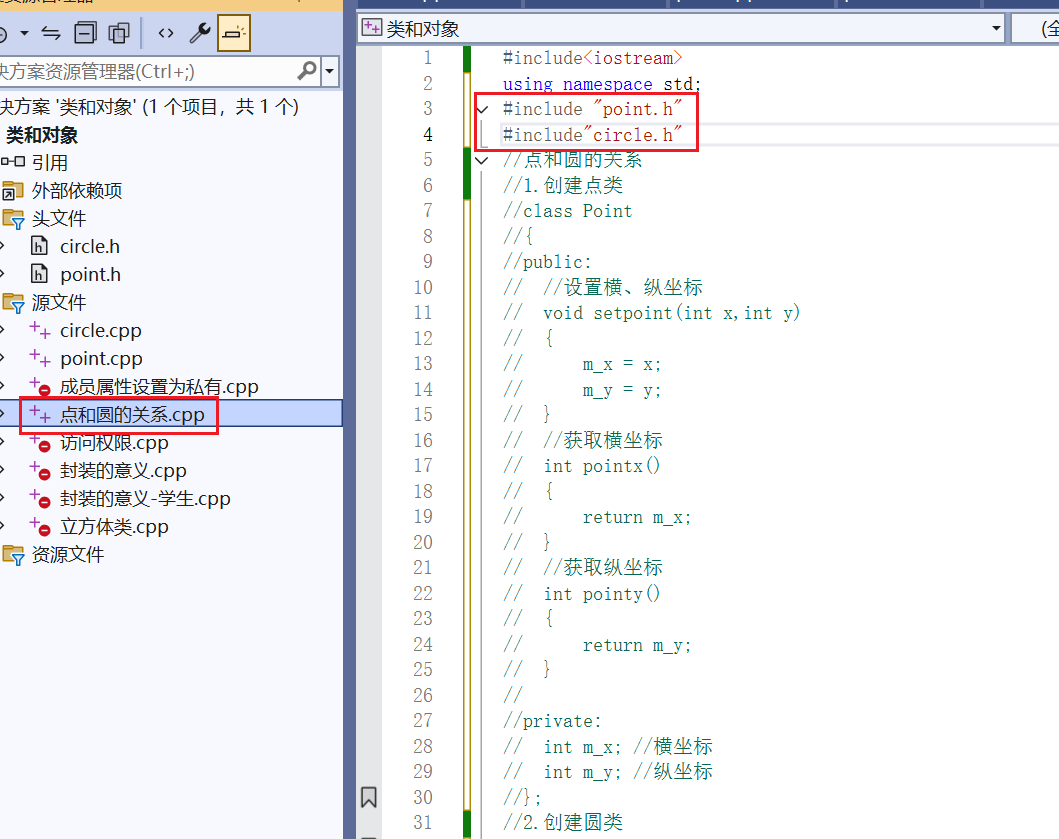 类和对象
(全
决方案资源管理器(Ctrl+;)
决方案 '类和对象' (1 个项目，共 1 个)
类和对象
引用
外部依赖项
头文件
circle.h
point.h
源文件
circle.cpp
point.cpp
成员属性设置为私有.cpp
点和圆的关系.cpp
访问权限.cpp
封装的意义.cpp
封装的意义-学生.cpp
立方体类.cpp
资源文件
1 #include<iostream>
2 using namespace std;
3 #include "point.h"
4 #include"circle.h"
5 //点和圆的关系
6 //1.创建点类
7 //class Point
8 //{
9 //public:
10 // //设置横、纵坐标
11 // void setpoint(int x,int y)
12 // {
13 // m_x = x;
14 // m_y = y;
15 // }
16 // //获取横坐标
17 // int pointx()
18 // {
19 // return m_x;
20 // }
21 // //获取纵坐标
22 // int pointy()
23 // {
24 // return m_y;
25 // }
26 //
27 //private:
28 // int m_x; //横坐标
29 // int m_y; //纵坐标
30 //};
31 //2.创建圆类